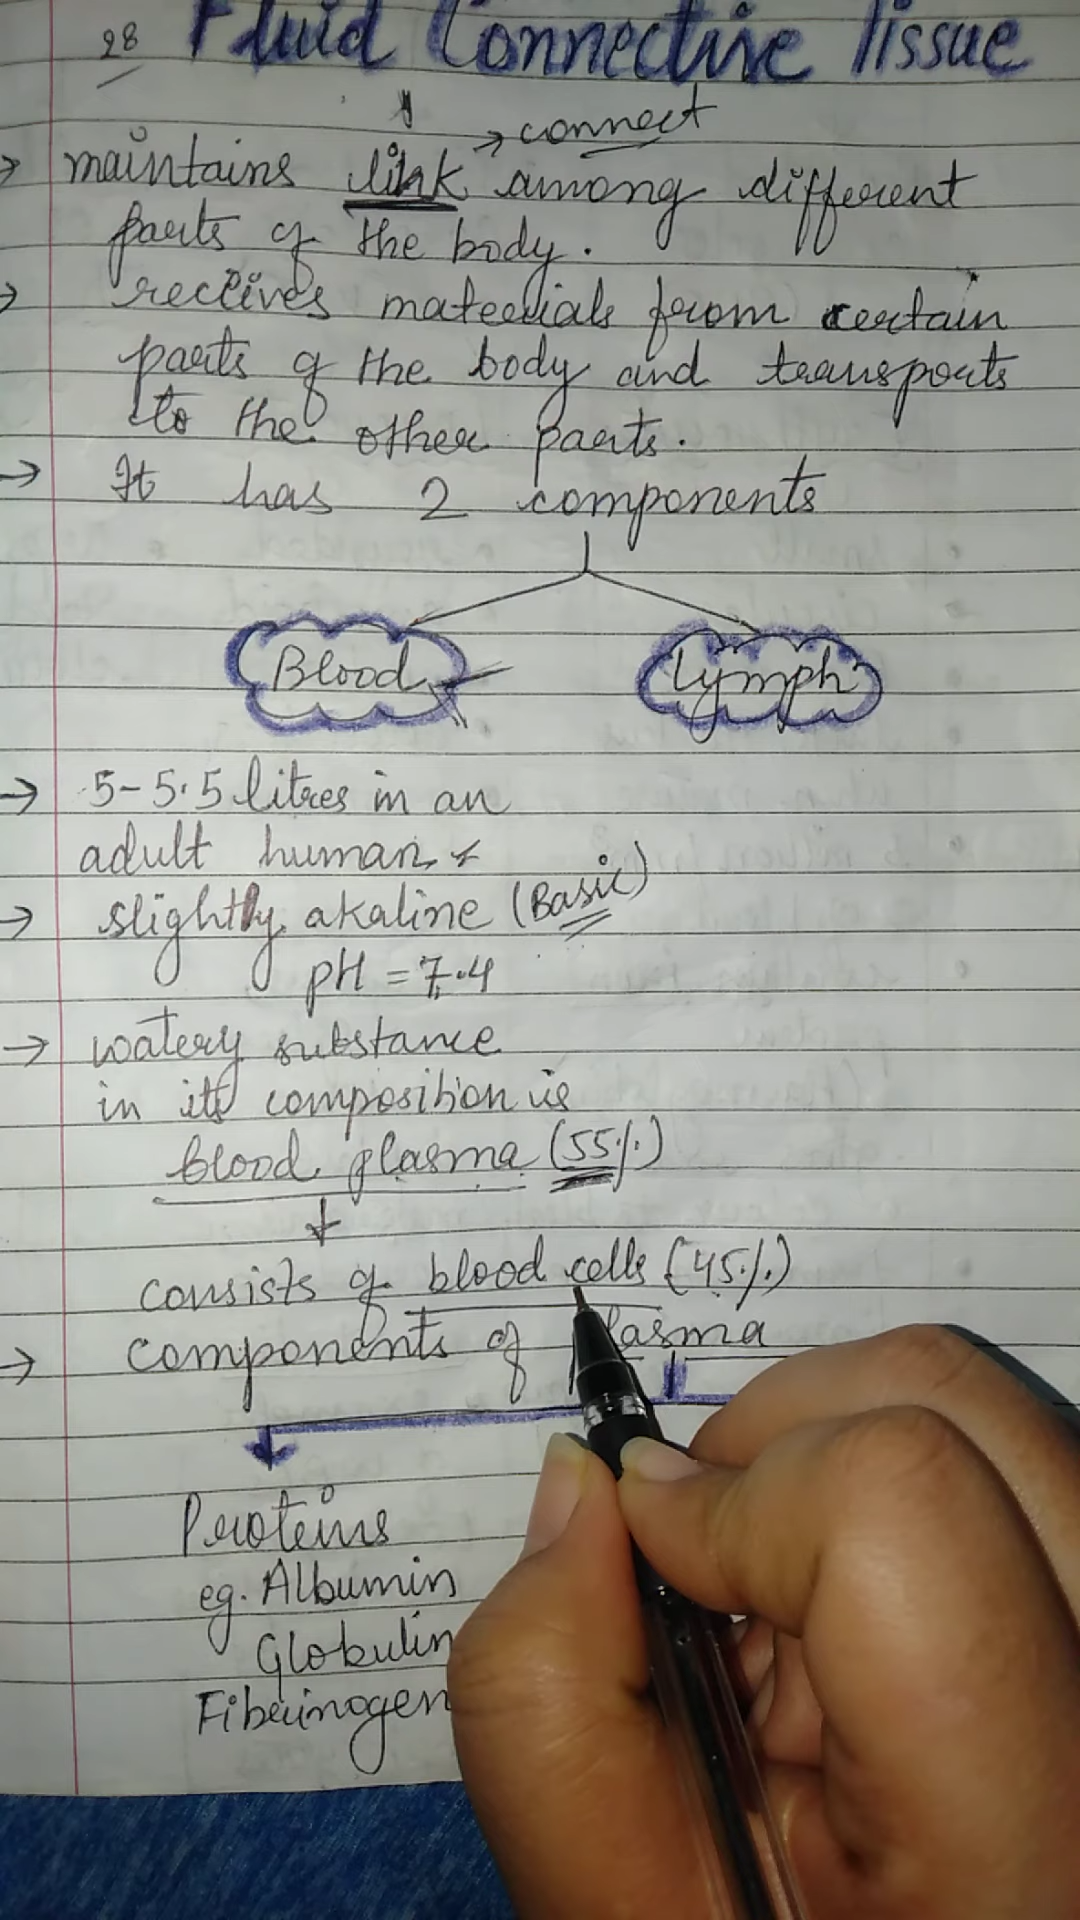 28 Fluid Connective Tissue
→ connect
→ maintains link among different
parts of the body.
→ receives materials from certain
parts of the body and transports
to the other parts.
→ It has 2 components
Blood Lymph
→ 5-5.5 litres in an
adult human
→ slightly akaline (Basic)
pH = 7.4
→ watery substance
in its composition is
blood plasma (55%)
consists of blood cells (45%)
→ components of plasma
Proteins
eg. Albumin
Globulin
Fibrinogen